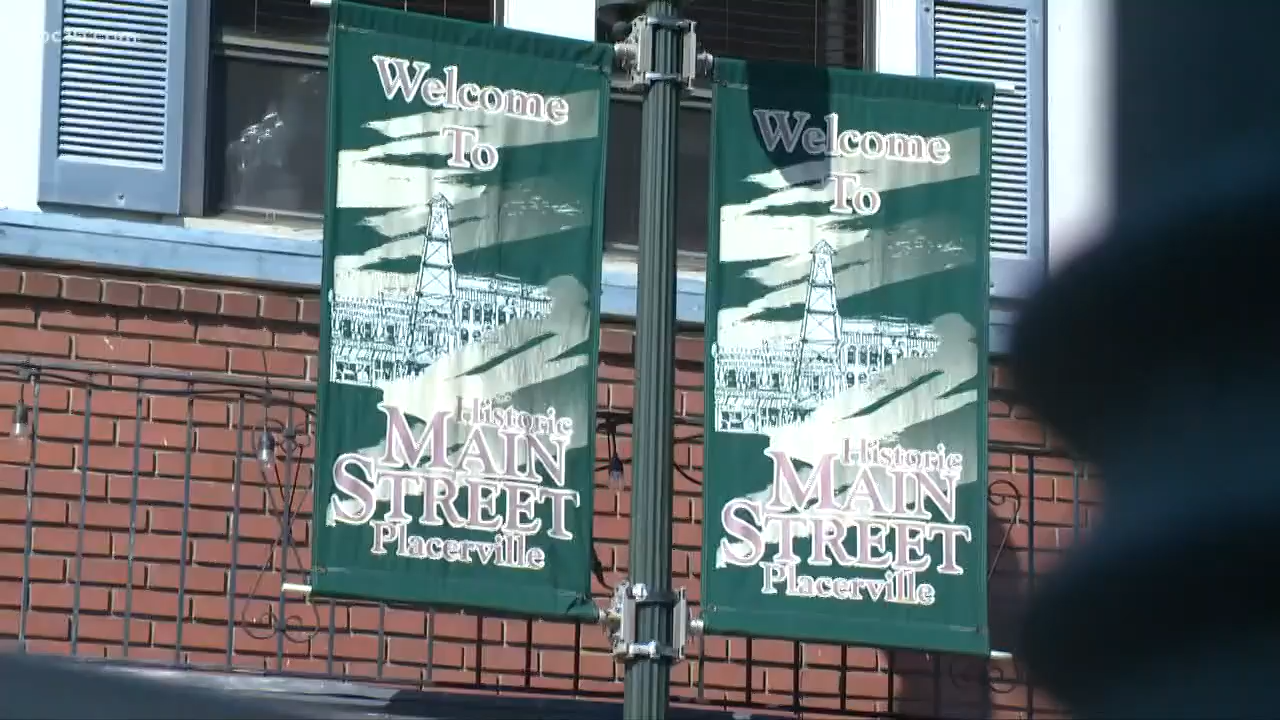 Welcome
To
Historic
MAIN
STREET
Placerville
Welcome
To
Historic
MAIN
STREET
Placerville